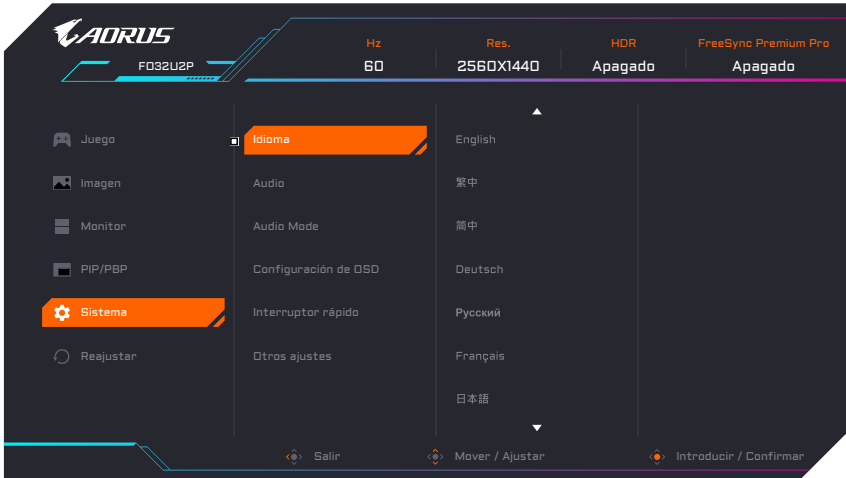 AORUS
FO32U2P
Hz
60
Res.
2560X1440
HDR
Apagado
FreeSync Premium Pro
Apagado
Juego
Imagen
Monitor
PIP/PBP
Sistema
Reajustar
Idioma
Audio
Audio Mode
Configuración de OSD
Interruptor rápido
Otros ajustes
English
繁中
简中
Deutsch
Русский
Français
日本語
Salir
Mover / Ajustar
Introducir / Confirmar